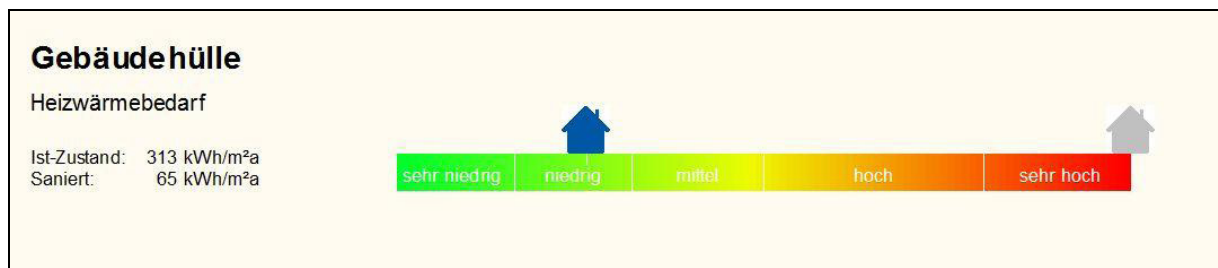 Gebäudehülle
Heizwärmebedarf
Ist-Zustand: 313 kWh/m²a
Saniert: 65 kWh/m²a
sehr niedrig niedrig mittel hoch sehr hoch